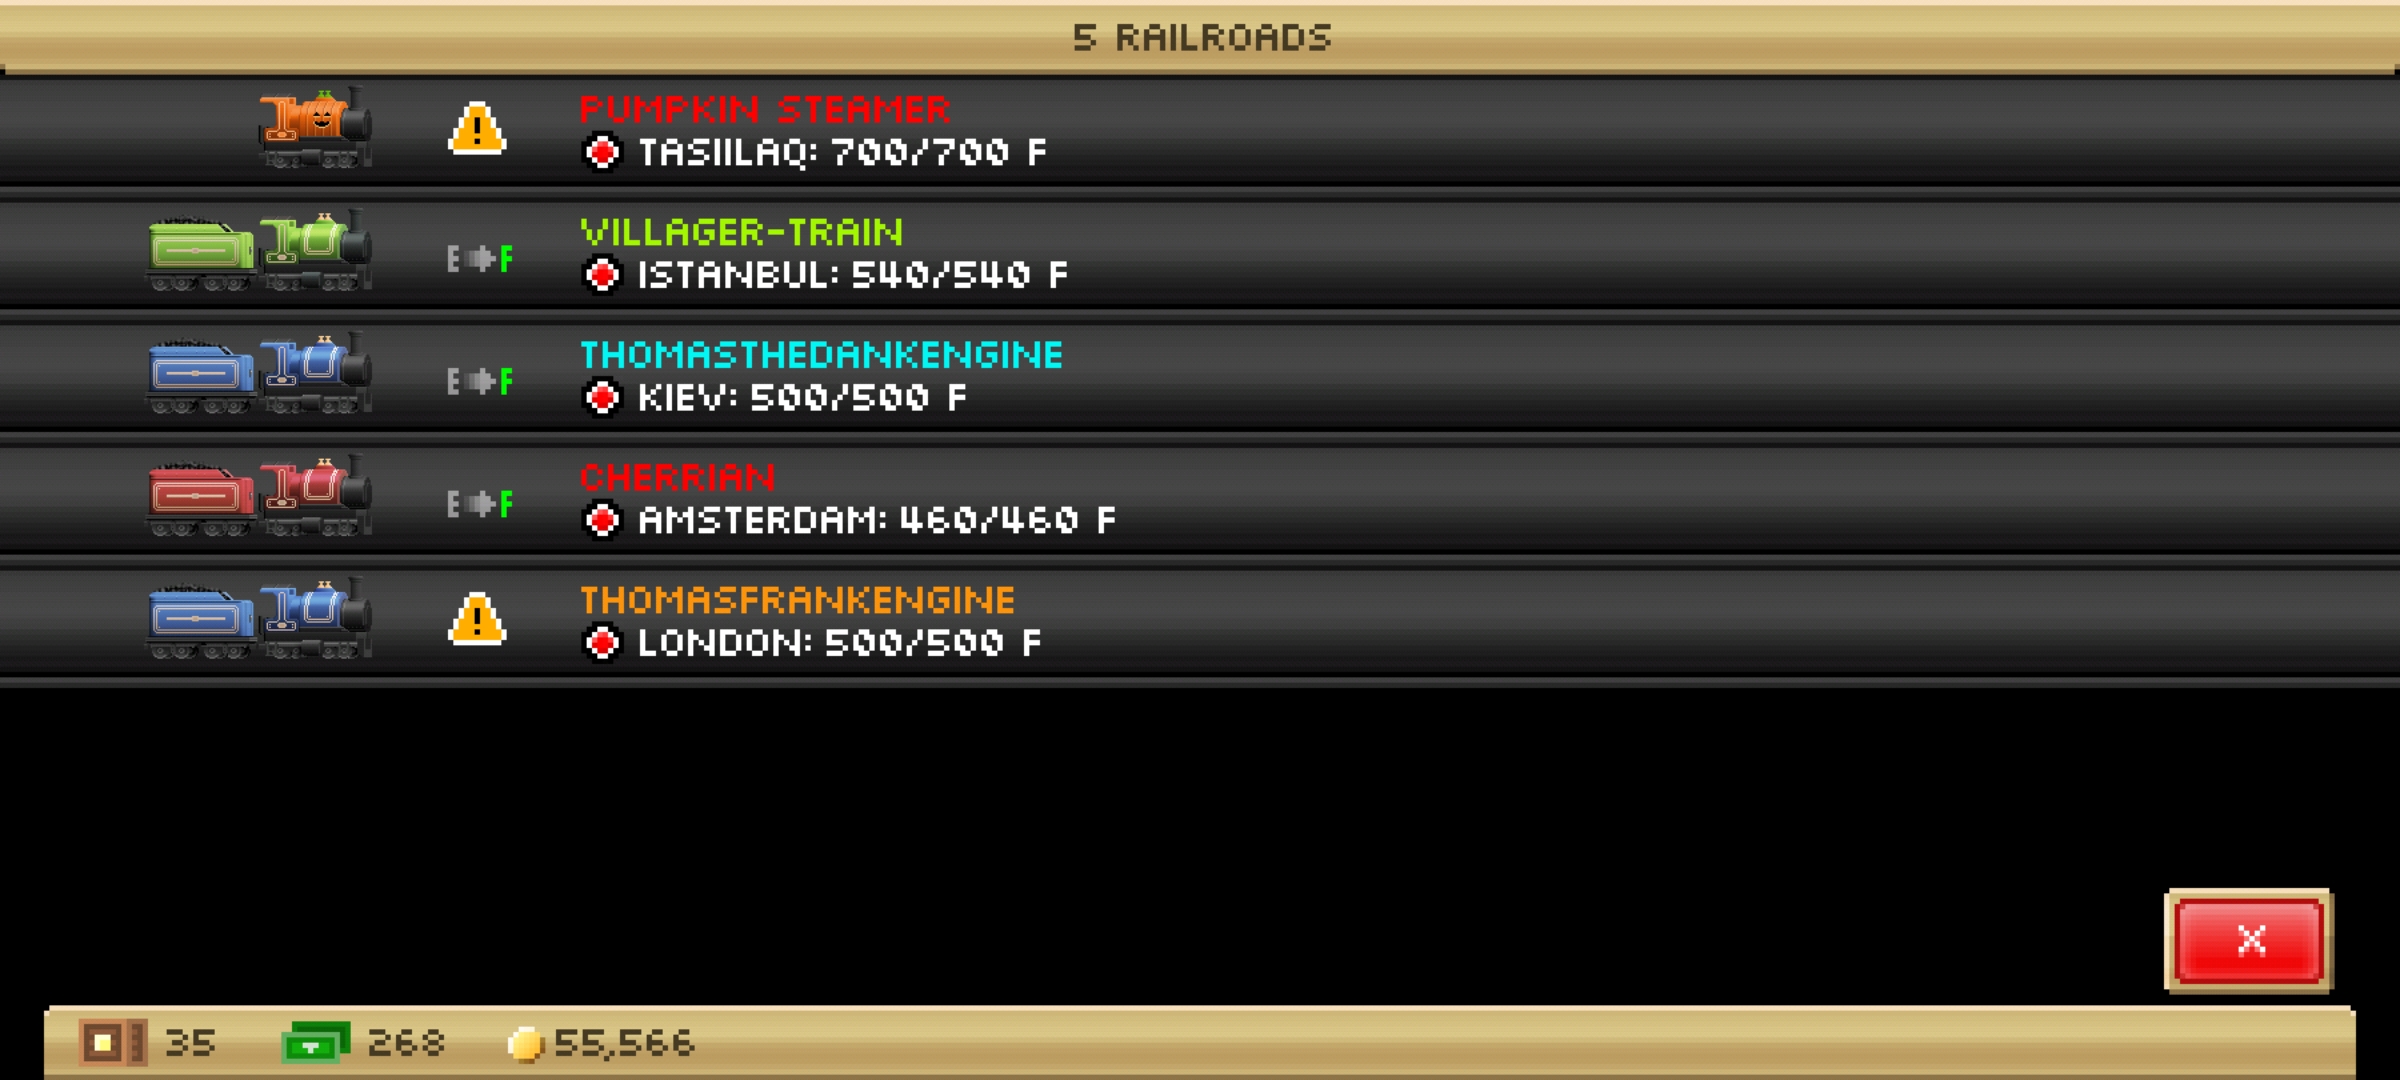 5 RAILROADS
PUMPKIN STEAMER
TASIILAQ: 700/700 F
VILLAGER-TRAIN
E F
ISTANBUL: 540/540 F
THOMASTHEDANKENGINE
E F
KIEV: 500/500 F
CHERRIAN
E F
AMSTERDAM: 460/460 F
THOMASFRANKENGINE
LONDON: 500/500 F
X
35 268 55,566